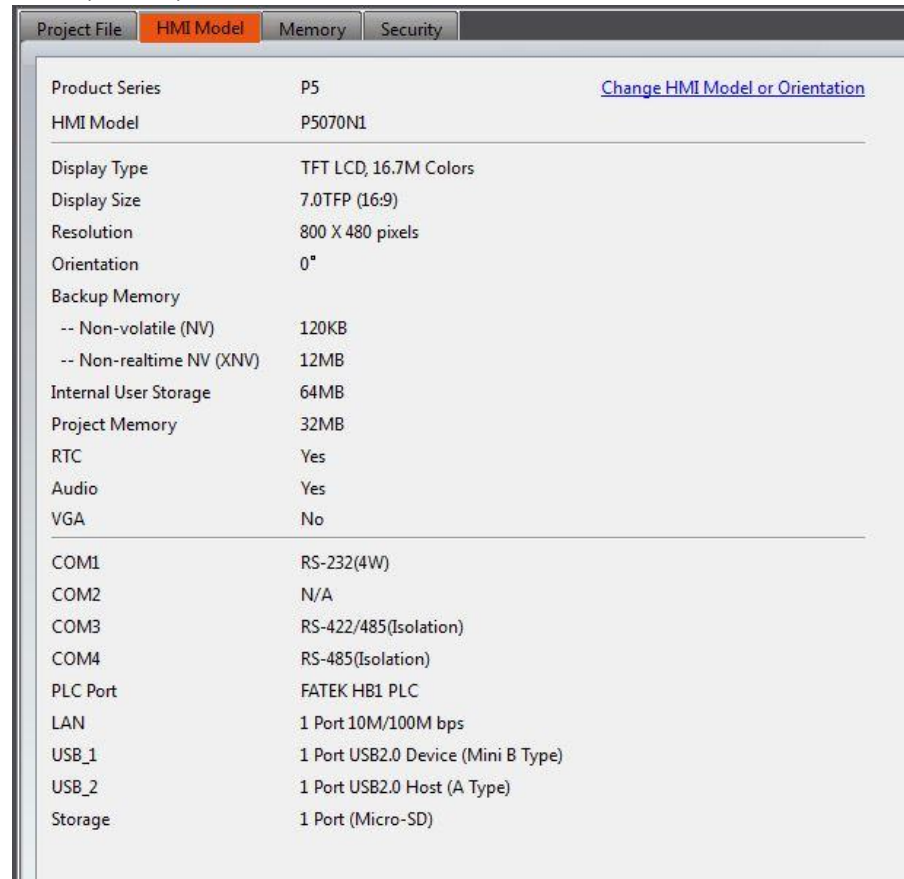 Project File HMI Model Memory Security
Product Series P5 Change HMI Model or Orientation
HMI Model P5070N1
Display Type TFT LCD, 16.7M Colors
Display Size 7.0TFP (16:9)
Resolution 800 X 480 pixels
Orientation 0°
Backup Memory
-- Non-volatile (NV) 120KB
-- Non-realtime NV (XNV) 12MB
Internal User Storage 64MB
Project Memory 32MB
RTC Yes
Audio Yes
VGA No
COM1 RS-232(4W)
COM2 N/A
COM3 RS-422/485(Isolation)
COM4 RS-485(Isolation)
PLC Port FATEK HB1 PLC
LAN 1 Port 10M/100M bps
USB_1 1 Port USB2.0 Device (Mini B Type)
USB_2 1 Port USB2.0 Host (A Type)
Storage 1 Port (Micro-SD)